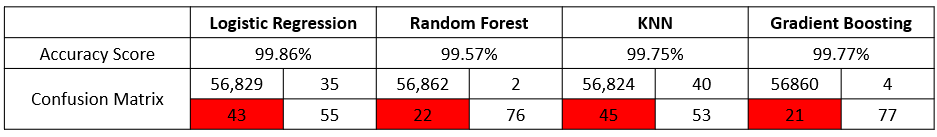 Logistic Regression Random Forest KNN Gradient Boosting
Accuracy Score 99.86% 99.57% 99.75% 99.77%
Confusion Matrix
56,829 35 56,862 2 56,824 40 56860 4
43 55 22 76 45 53 21 77